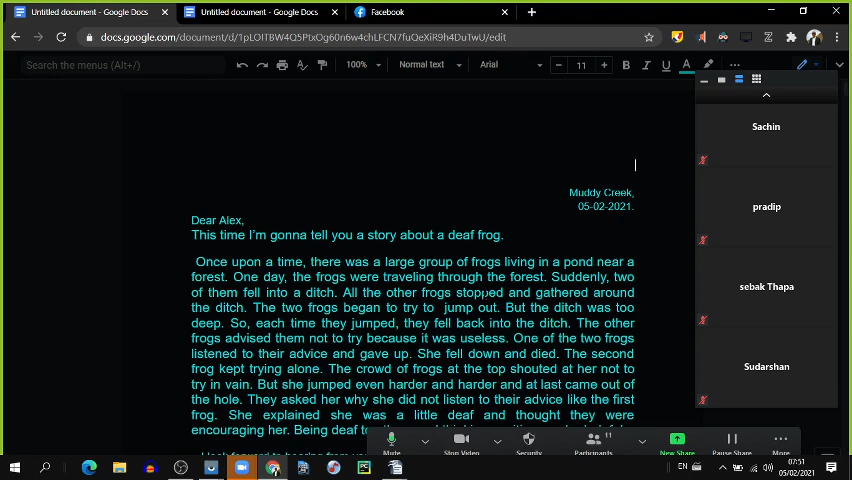 Untitled document - Google Docs
Untitled document - Google Docs
Facebook
docs.google.com/document/d/1pLOlTBW4Q5PtxOg60n6w4chLFCN7fuQeXiR9h4DuTwU/edit
Search the menus (Alt+/)
100%
Normal text
Arial
11
B I U A
Muddy Creek,
05-02-2021.
Dear Alex,
This time I'm gonna tell you a story about a deaf frog.
Once upon a time, there was a large group of frogs living in a pond near a
forest. One day, the frogs were traveling through the forest. Suddenly, two
of them fell into a ditch. All the other frogs stopped and gathered around
the ditch. The two frogs began to try to jump out. But the ditch was too
deep. So, each time they jumped, they fell back into the ditch. The other
frogs advised them not to try because it was useless. One of the two frogs
listened to their advice and gave up. She fell down and died. The second
frog kept trying alone. The crowd of frogs at the top shouted at her not to
try in vain. But she jumped even harder and harder and at last came out of
the hole. They asked her why she did not listen to their advice like the first
frog. She explained she was a little deaf and thought they were
encouraging her. Being deaf
Sachin
pradip
sebak Thapa
Sudarshan
Mute
Stop Video
Security
11
Participants
New Share
Pause
More
ENG
07:51
05/02/2021